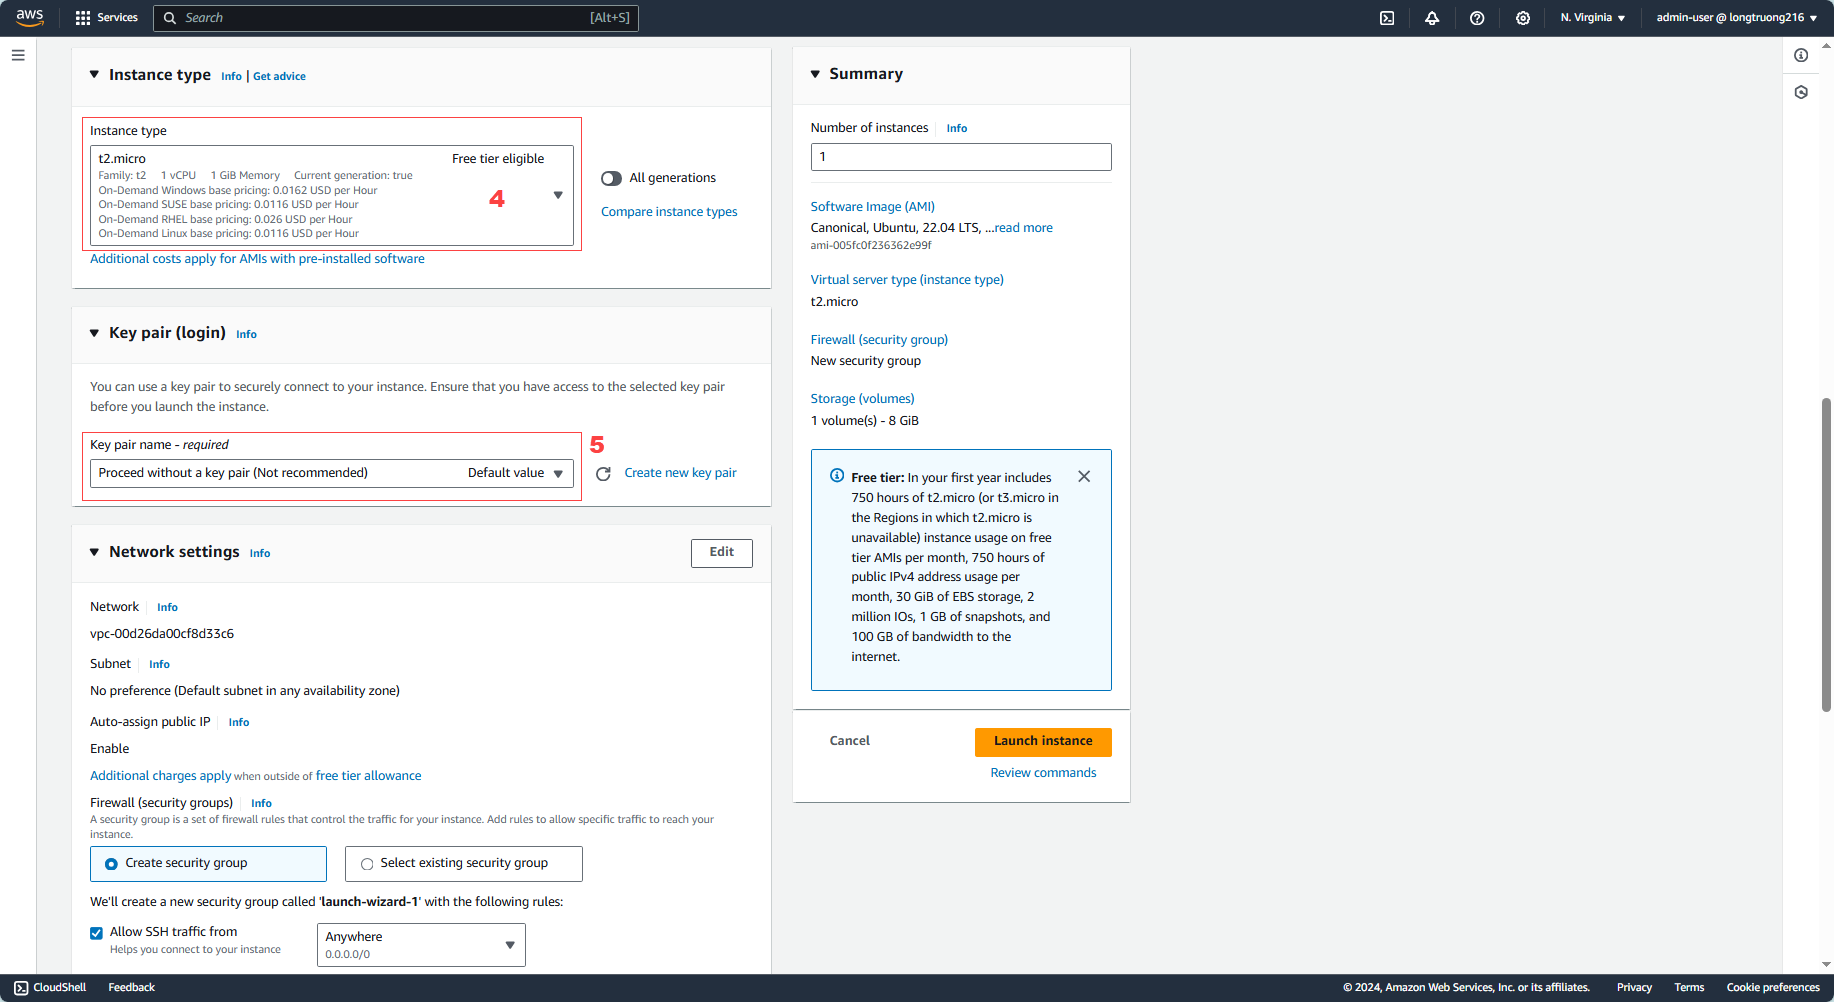 aws
Services
Search [Alt+S]
N. Virginia
admin-user @ longtruong216
Instance type Info | Get advice
Instance type
t2.micro Free tier eligible
Family: t2 1 vCPU 1 GiB Memory Current generation: true
On-Demand Windows base pricing: 0.0162 USD per Hour
On-Demand SUSE base pricing: 0.0116 USD per Hour
On-Demand RHEL base pricing: 0.026 USD per Hour
On-Demand Linux base pricing: 0.0116 USD per Hour
4
All generations
Compare instance types
Additional costs apply for AMIs with pre-installed software
Key pair (login) Info
You can use a key pair to securely connect to your instance. Ensure that you have access to the selected key pair
before you launch the instance.
Key pair name - required
5
Proceed without a key pair (Not recommended) Default value
Create new key pair
Network settings Info
Edit
Network Info
vpc-00d26da00cf8d33c6
Subnet Info
No preference (Default subnet in any availability zone)
Auto-assign public IP Info
Enable
Additional charges apply when outside of free tier allowance
Firewall (security groups) Info
A security group is a set of firewall rules that control the traffic for your instance. Add rules to allow specific traffic to reach your
instance.
Create security group
Select existing security group
We'll create a new security group called 'launch-wizard-1' with the following rules:
Allow SSH traffic from
Helps you connect to your instance
Anywhere
0.0.0.0/0
Summary
Number of instances Info
1
Software Image (AMI)
Canonical, Ubuntu, 22.04 LTS, ...read more
ami-005fc0f236362e99f
Virtual server type (instance type)
t2.micro
Firewall (security group)
New security group
Storage (volumes)
1 volume(s) - 8 GiB
Free tier: In your first year includes
750 hours of t2.micro (or t3.micro in
the Regions in which t2.micro is
unavailable) instance usage on free
tier AMIs per month, 750 hours of
public IPv4 address usage per
month, 30 GiB of EBS storage, 2
million IOs, 1 GB of snapshots, and
100 GB of bandwidth to the
internet.
Cancel
Launch instance
Review commands
CloudShell
Feedback
© 2024, Amazon Web Services, Inc. or its affiliates.
Privacy
Terms
Cookie preferences